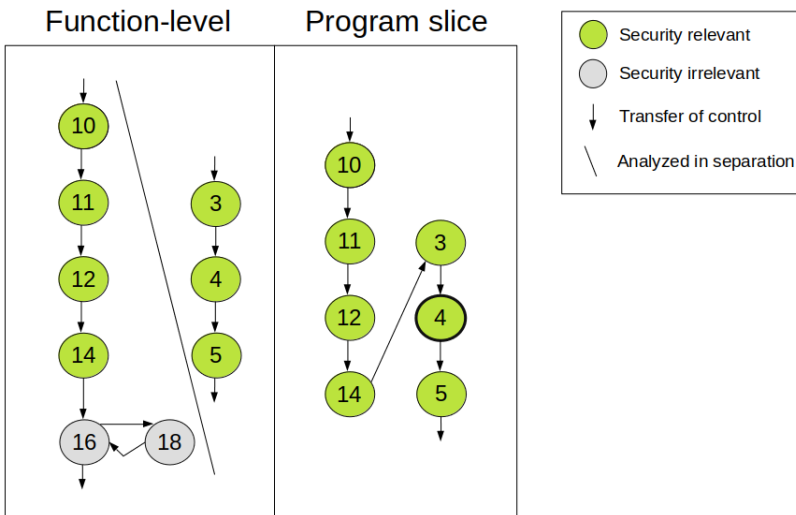 Function-level
Program slice
10
11
12
14
16
18
3
4
5
10
11
12
14
3
4
5
Security relevant
Security irrelevant
Transfer of control
Analyzed in separation